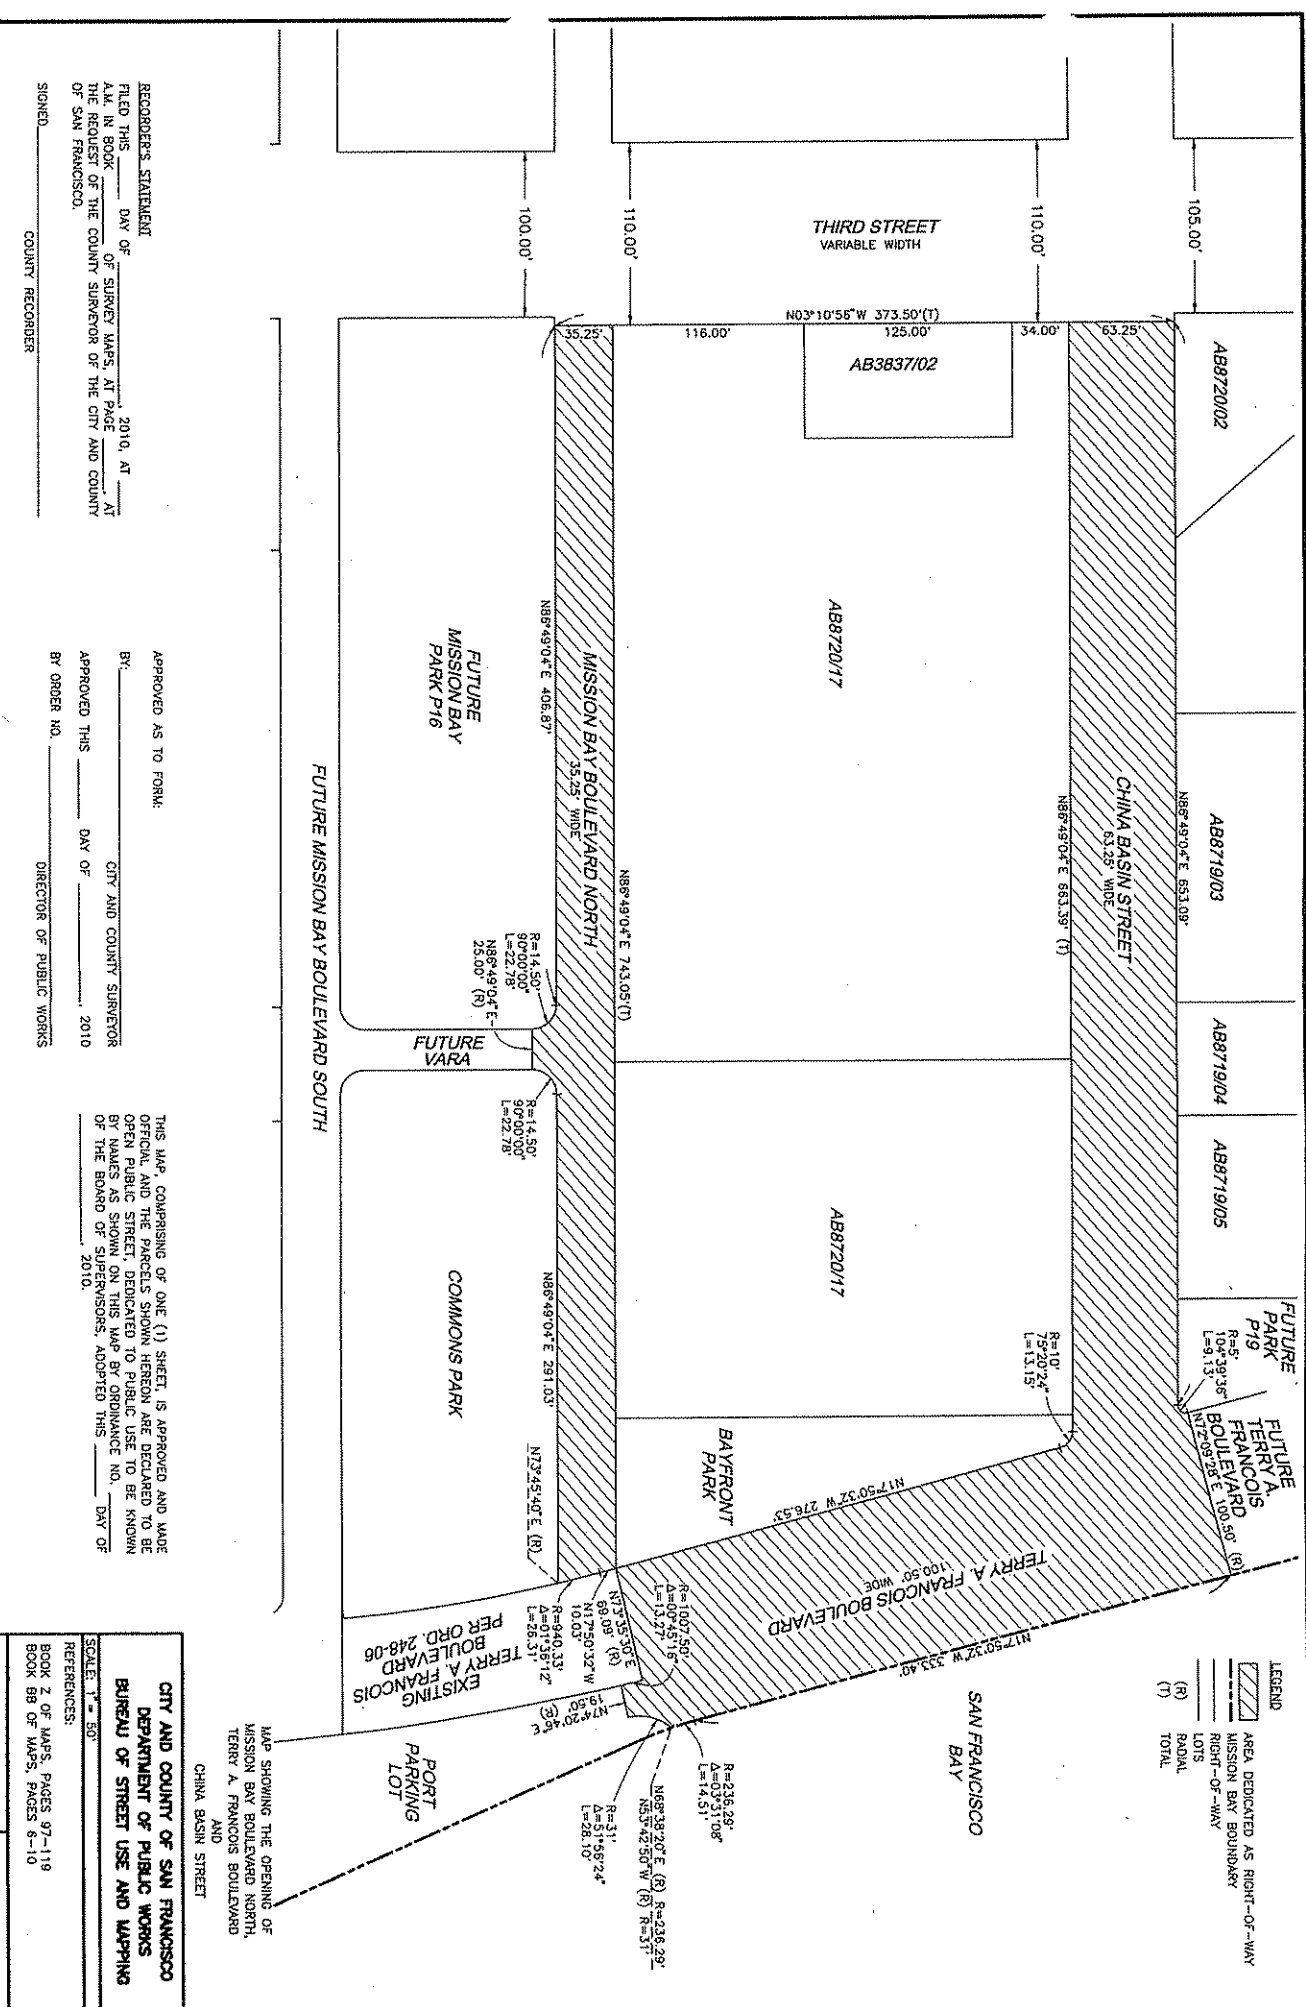 LEGEND
AREA DEDICATED AS RIGHT-OF-WAY
MISSION BAY BOUNDARY
RIGHT-OF-WAY
LOTS
(R) RADIAL
(T) TOTAL
SAN FRANCISCO
BAY
AB8720/02
AB8719/03
AB8719/04
AB8719/05
FUTURE
PARK
P19
FUTURE
TERRY A.
FRANCOIS
BOULEVARD
R=5'
104°39'36"
L=9.13'
N72°09'28"E 100.50' (R)
105.00'
N86°49'04"E 653.09'
CHINA BASIN STREET
63.25' WIDE
63.25'
N86°49'04"E 663.39' (T)
R=10'
75°20'24"
L=13.15'
110.00'
THIRD STREET
VARIABLE WIDTH
N03°10'56"W 373.50'(T)
34.00'
125.00'
116.00'
35.25'
AB3837/02
AB8720/17
AB8720/17
BAYFRONT
PARK
N17°50'32"W 276.53'
TERRY A. FRANCOIS BOULEVARD
100.50' WIDE
N17°50'32"W 333.40'
110.00'
N86°49'04"E 743.05'(T)
MISSION BAY BOULEVARD NORTH
35.25' WIDE
100.00'
N86°49'04"E 406.87'
R=14.50'
90°00'00"
L=22.78'
N86°49'04"E
25.00' (R)
R=14.50'
90°00'00"
L=22.78'
N86°49'04"E 291.03'
N73°45'40"E (R)
R=1007.50'
Δ=00°45'16"
L=13.27'
N73°35'30"E
69.09' (R)
N17°50'32"W
10.03'
R=940.33'
Δ=01°36'12"
L=26.31'
N74°20'46"E
19.50' (R)
R=236.29'
Δ=03°31'08"
L=14.51'
N68°38'20"E (R) R=236.29'
N53°42'50"W (R) R=31'
R=31'
Δ=51°56'24"
L=28.10'
FUTURE
MISSION BAY
PARK P16
FUTURE
VARA
COMMONS PARK
EXISTING
TERRY A. FRANCOIS
BOULEVARD
PER ORD. 248-06
PORT
PARKING
LOT
FUTURE MISSION BAY BOULEVARD SOUTH
MAP SHOWING THE OPENING OF
MISSION BAY BOULEVARD NORTH,
TERRY A. FRANCOIS BOULEVARD
AND
CHINA BASIN STREET
RECORDER'S STATEMENT
FILED THIS ______ DAY OF ______________, 2010, AT ______
A.M. IN BOOK ______ OF SURVEY MAPS, AT PAGE ______, AT
THE REQUEST OF THE COUNTY SURVEYOR OF THE CITY AND COUNTY
OF SAN FRANCISCO.
SIGNED
COUNTY RECORDER
APPROVED AS TO FORM:
BY:
CITY AND COUNTY SURVEYOR
APPROVED THIS ______ DAY OF ____________, 2010
BY ORDER NO. ____________
DIRECTOR OF PUBLIC WORKS
THIS MAP, COMPRISING OF ONE (1) SHEET, IS APPROVED AND MADE
OFFICIAL AND THE PARCELS SHOWN HEREON ARE DECLARED TO BE
OPEN PUBLIC STREET, DEDICATED TO PUBLIC USE TO BE KNOWN
BY NAMES AS SHOWN ON THIS MAP BY ORDINANCE NO. ______
OF THE BOARD OF SUPERVISORS, ADOPTED THIS ______ DAY OF
____________, 2010.
CITY AND COUNTY OF SAN FRANCISCO
DEPARTMENT OF PUBLIC WORKS
BUREAU OF STREET USE AND MAPPING
SCALE: 1" = 50'
REFERENCES:
BOOK Z OF MAPS, PAGES 97-119
BOOK BB OF MAPS, PAGES 6-10